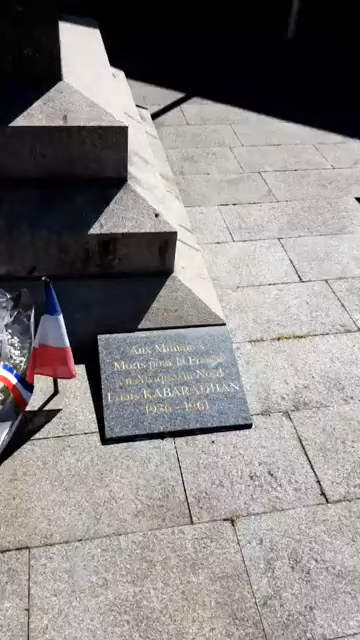 Aux Militaires
Morts pour la France
en Afrique du Nord
Louis KABARADHAN
1936 - 1961